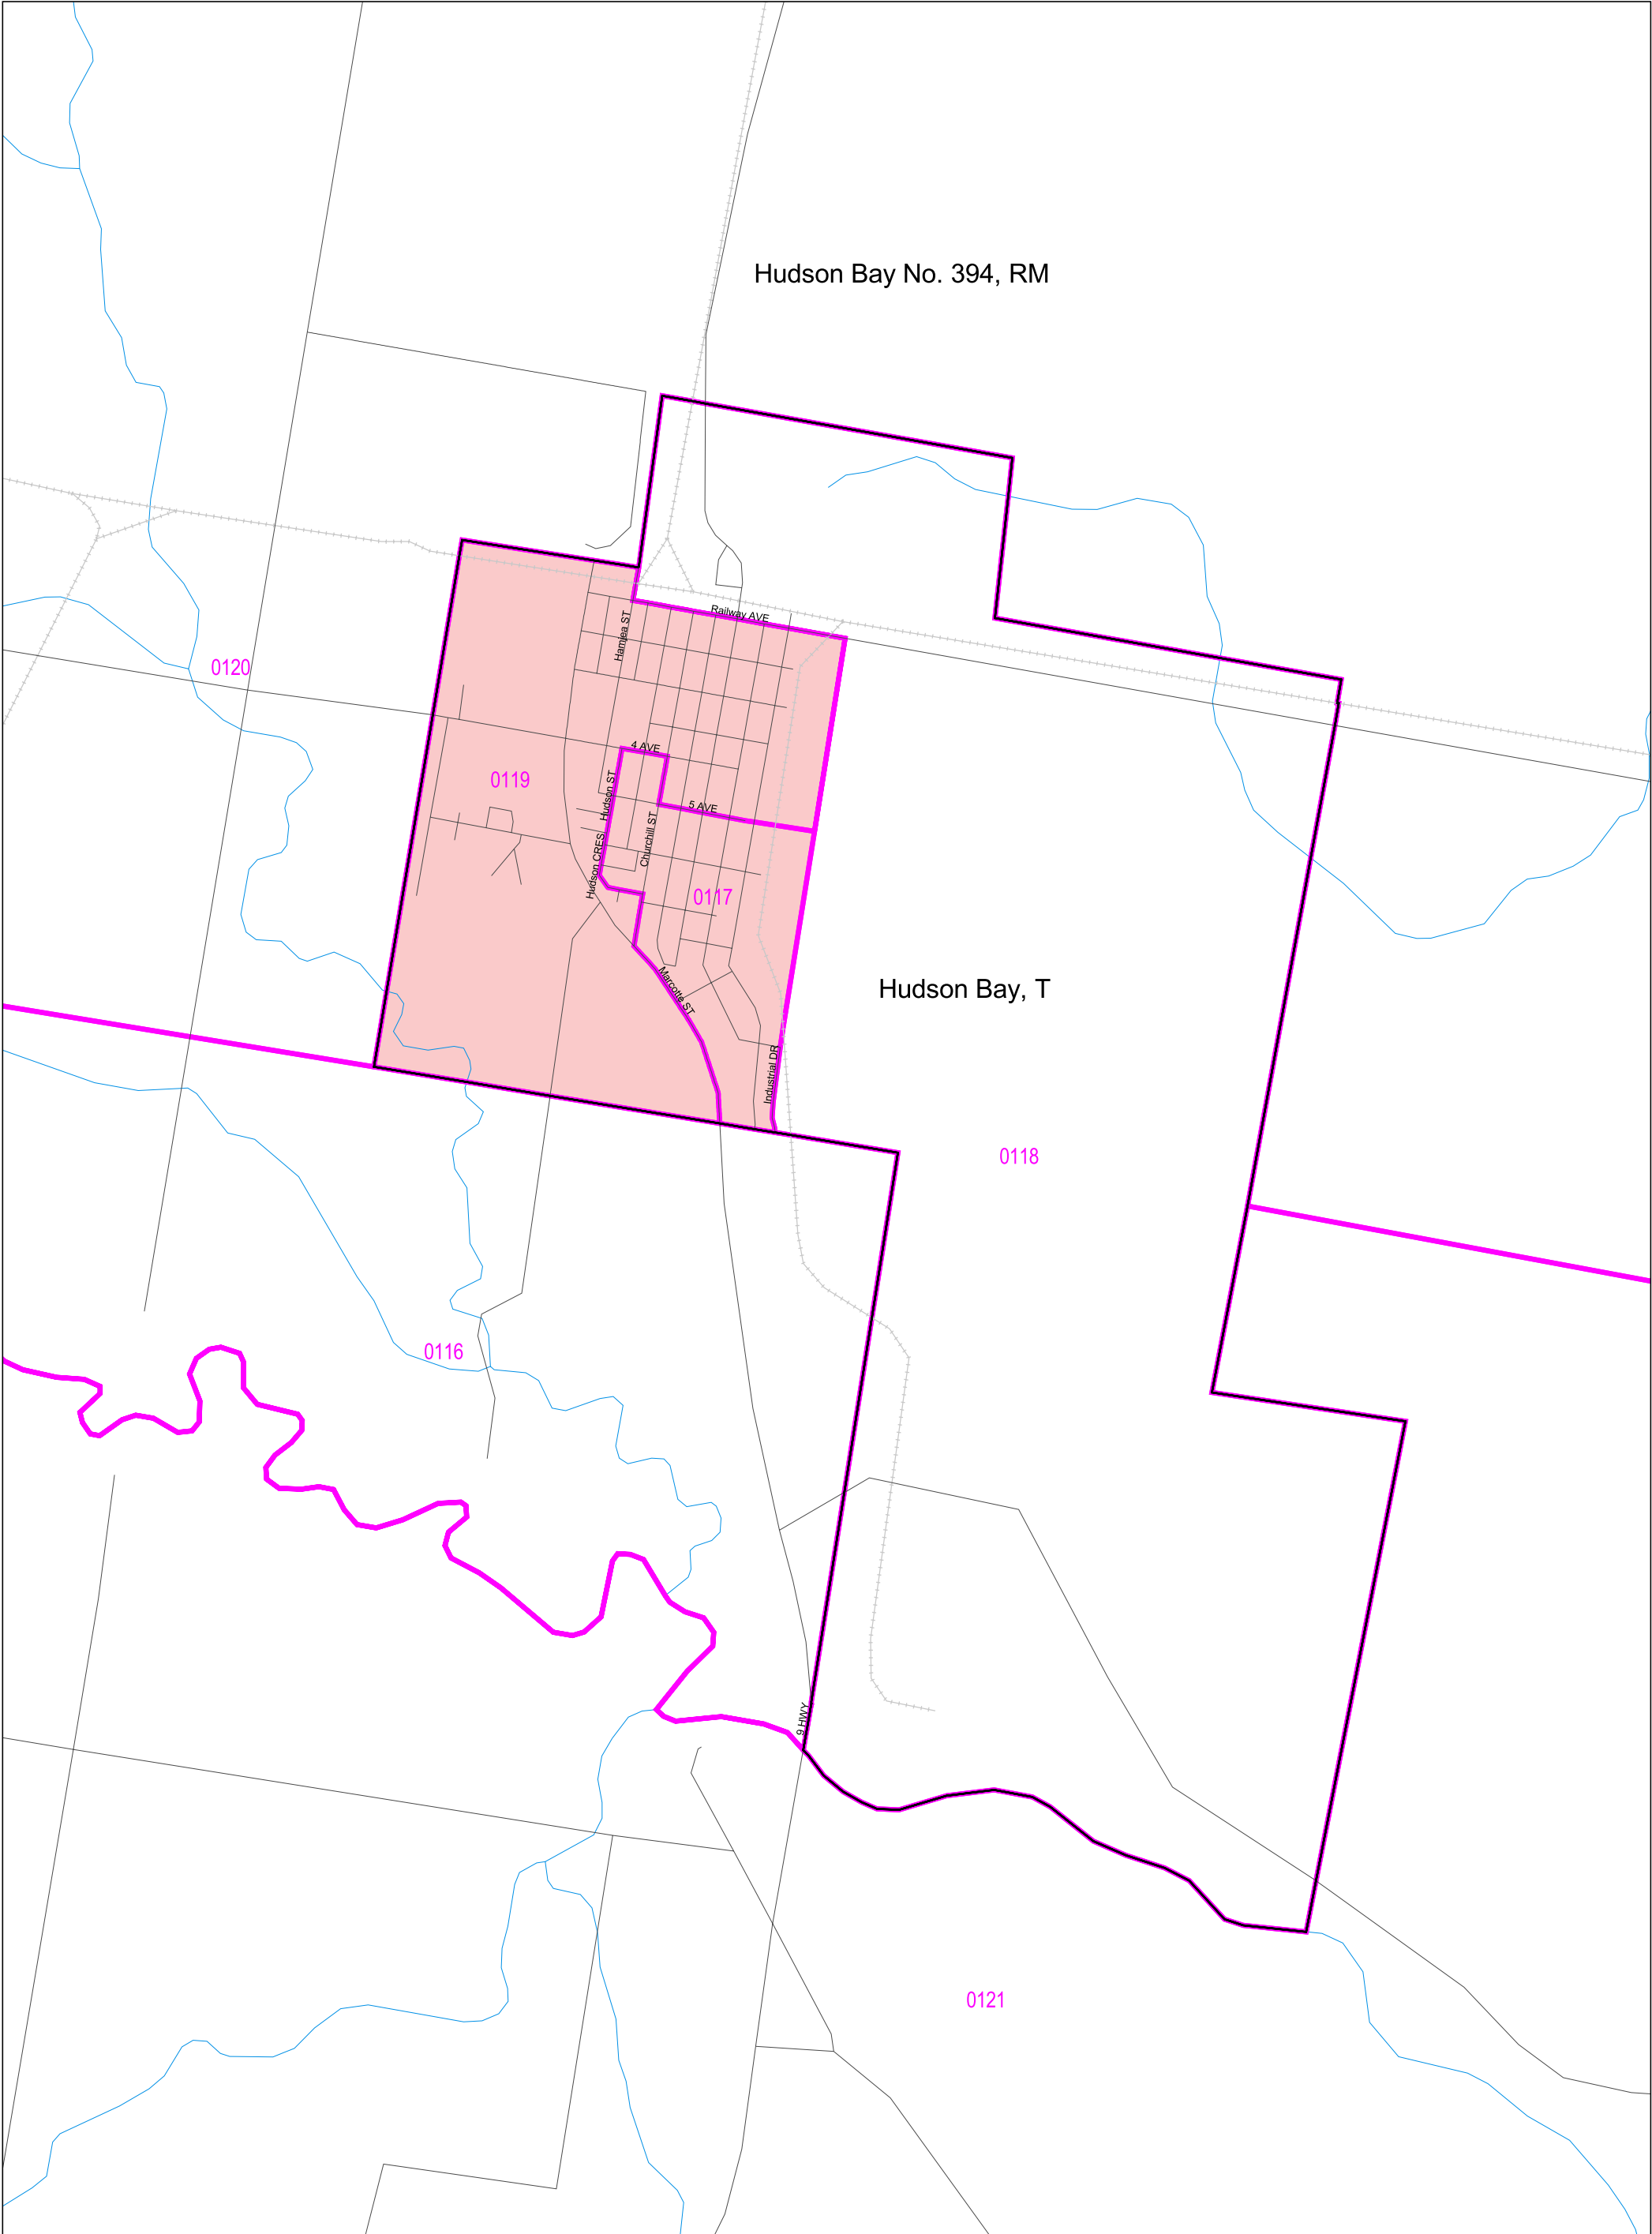 Hudson Bay No. 394, RM
Railway AVE
Hamlea ST
0120
4 AVE
0119
Hudson ST
5 AVE
Churchill ST
Hudson CRES
0117
Marcotte ST
Hudson Bay, T
Industrial DR
0118
0116
9 HWY
0121